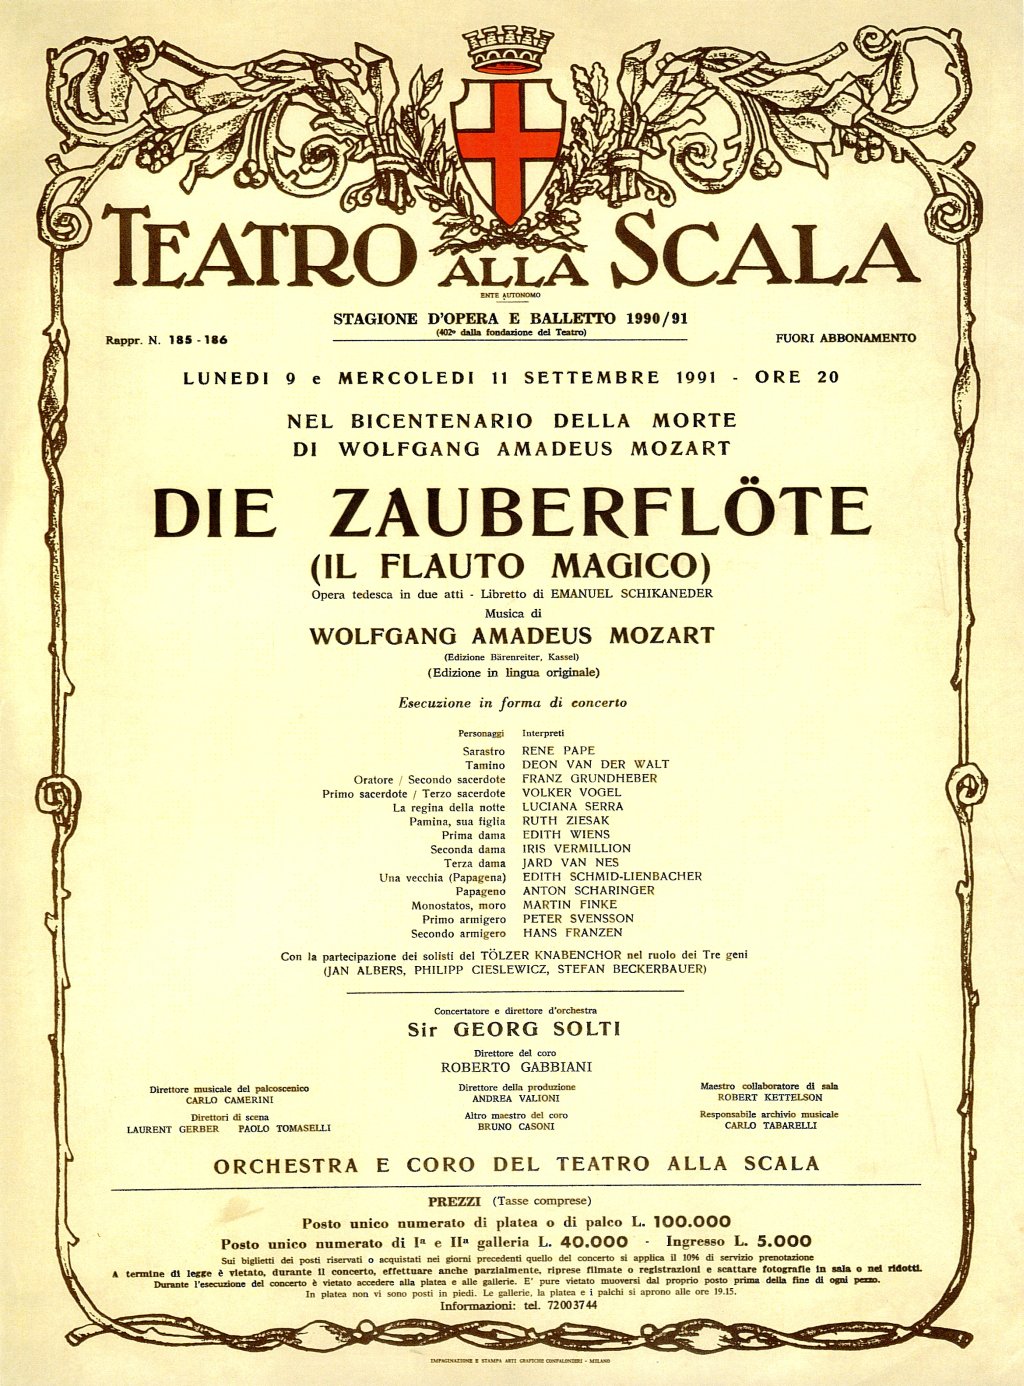 TEATRO ALLA SCALA
ENTE AUTONOMO
STAGIONE D'OPERA E BALLETTO 1990/91
(402ª dalla fondazione del Teatro)
Rappr. N. 185 - 186
FUORI ABBONAMENTO
LUNEDI 9 e MERCOLEDI 11 SETTEMBRE 1991 - ORE 20
NEL BICENTENARIO DELLA MORTE
DI WOLFGANG AMADEUS MOZART
DIE ZAUBERFLÖTE
(IL FLAUTO MAGICO)
Opera tedesca in due atti - Libretto di EMANUEL SCHIKANEDER
Musica di
WOLFGANG AMADEUS MOZART
(Edizione Bärenreiter, Kassel)
(Edizione in lingua originale)
Esecuzione in forma di concerto
Personaggi Interpreti
Sarastro RENE PAPE
Tamino DEON VAN DER WALT
Oratore / Secondo sacerdote FRANZ GRUNDHEBER
Primo sacerdote / Terzo sacerdote VOLKER VOGEL
La regina della notte LUCIANA SERRA
Pamina, sua figlia RUTH ZIESAK
Prima dama EDITH WIENS
Seconda dama IRIS VERMILLION
Terza dama JARD VAN NES
Una vecchia (Papagena) EDITH SCHMID-LIENBACHER
Papageno ANTON SCHARINGER
Monostatos, moro MARTIN FINKE
Primo armigero PETER SVENSSON
Secondo armigero HANS FRANZEN
Con la partecipazione dei solisti del TÖLZER KNABENCHOR nel ruolo dei Tre geni
(JAN ALBERS, PHILIPP CIESLEWICZ, STEFAN BECKERBAUER)
Concertatore e direttore d'orchestra
Sir GEORG SOLTI
Direttore del coro
ROBERTO GABBIANI
Direttore musicale del palcoscenico
CARLO CAMERINI
Direttore della produzione
ANDREA VALIONI
Maestro collaboratore di sala
ROBERT KETTELSON
Direttori di scena
LAURENT GERBER PAOLO TOMASELLI
Altro maestro del coro
BRUNO CASONI
Responsabile archivio musicale
CARLO TABARELLI
ORCHESTRA E CORO DEL TEATRO ALLA SCALA
PREZZI (Tasse comprese)
Posto unico numerato di platea o di palco L. 100.000
Posto unico numerato di Iª e IIª galleria L. 40.000 - Ingresso L. 5.000
Sui biglietti dei posti riservati o acquistati nei giorni precedenti quello del concerto si applica il 10% di servizio prenotazione
A termine di legge è vietato, durante il concerto, effettuare anche parzialmente, riprese filmate o registrazioni e scattare fotografie in sala o nei ridotti.
Durante l'esecuzione del concerto è vietato accedere alla platea e alle gallerie. E' pure vietato muoversi dal proprio posto prima della fine di ogni pezzo.
In platea non vi sono posti in piedi. Le gallerie, la platea e i palchi si aprono alle ore 19.15.
Informazioni: tel. 72003744
IMPAGINAZIONE E STAMPA ARTI GRAFICHE CONFALONIERI - MILANO